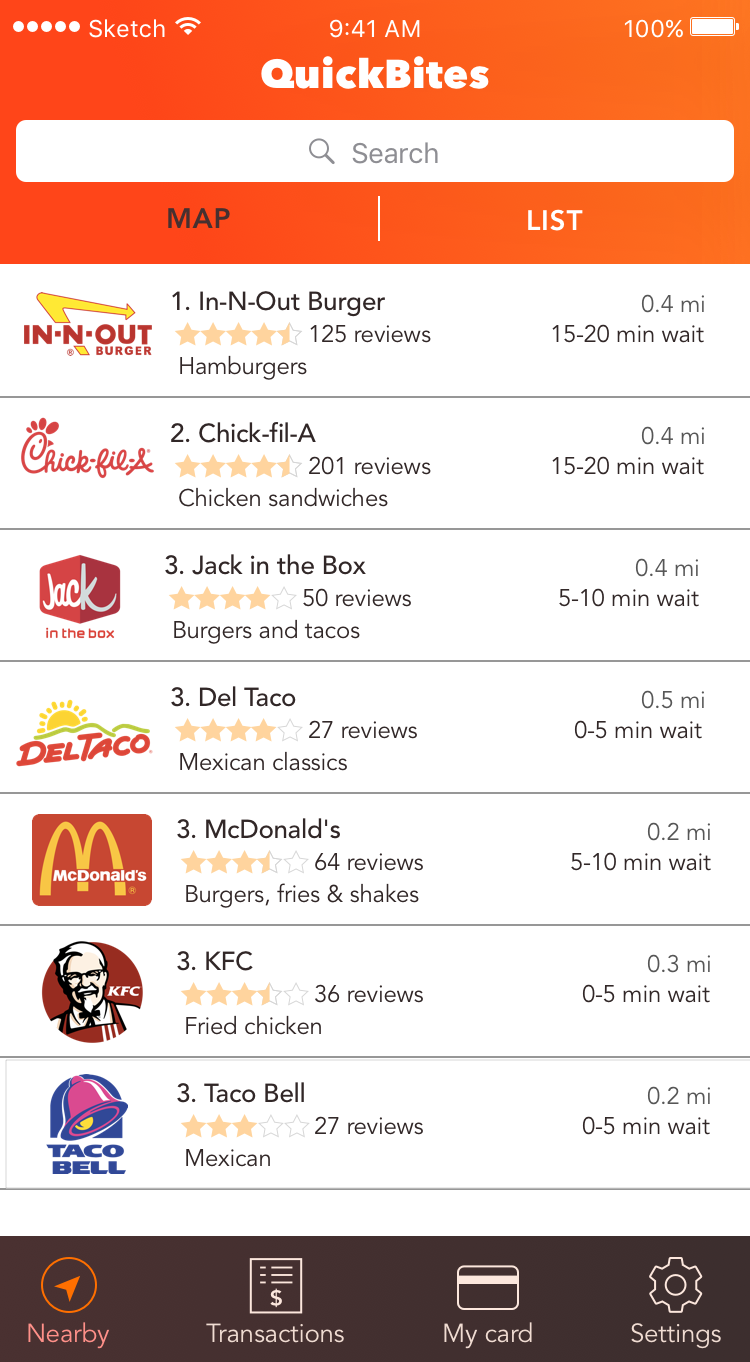 Sketch 9:41 AM 100%
QuickBites
Search
MAP LIST
IN-N-OUT
® BURGER
1. In-N-Out Burger 0.4 mi
125 reviews 15-20 min wait
Hamburgers
Chick-fil-A
2. Chick-fil-A 0.4 mi
201 reviews 15-20 min wait
Chicken sandwiches
Jack
in the box
3. Jack in the Box 0.4 mi
50 reviews 5-10 min wait
Burgers and tacos
DEL TACO
3. Del Taco 0.5 mi
27 reviews 0-5 min wait
Mexican classics
McDonald's
®
3. McDonald's 0.2 mi
64 reviews 5-10 min wait
Burgers, fries & shakes
KFC
3. KFC 0.3 mi
36 reviews 0-5 min wait
Fried chicken
TACO
BELL
3. Taco Bell 0.2 mi
27 reviews 0-5 min wait
Mexican
$
Nearby Transactions My card Settings